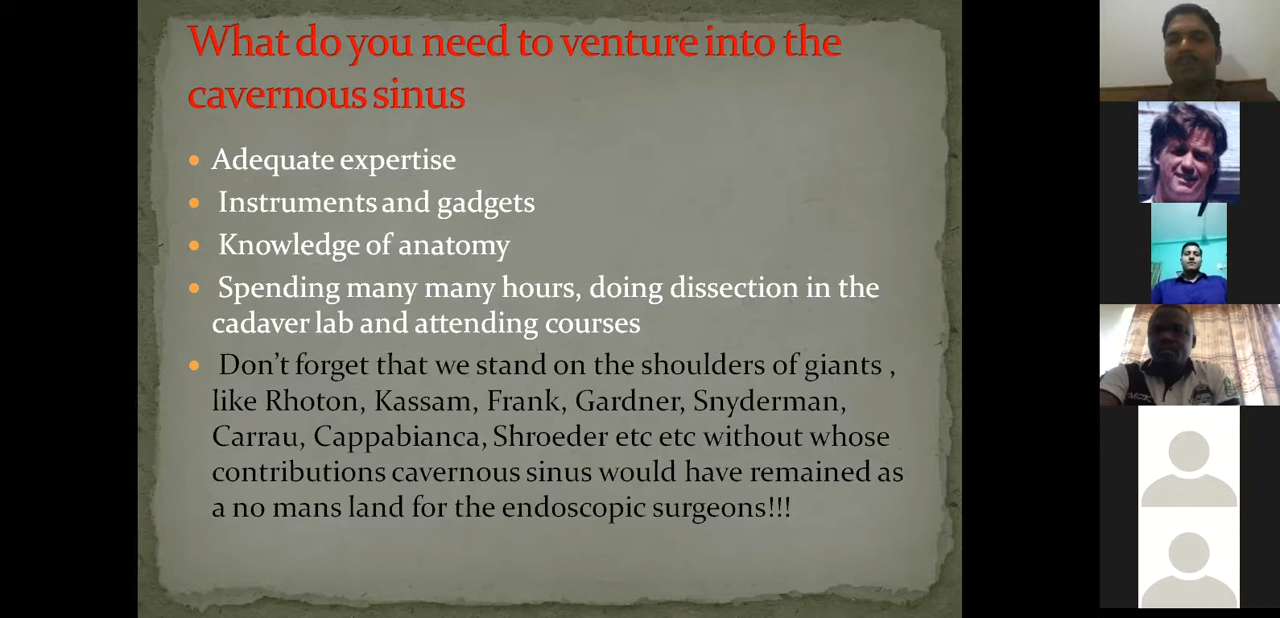 What do you need to venture into the
cavernous sinus
Adequate expertise
Instruments and gadgets
Knowledge of anatomy
Spending many many hours, doing dissection in the
cadaver lab and attending courses
Don't forget that we stand on the shoulders of giants ,
like Rhoton, Kassam, Frank, Gardner, Snyderman,
Carrau, Cappabianca, Shroeder etc etc without whose
contributions cavernous sinus would have remained as
a no mans land for the endoscopic surgeons!!!